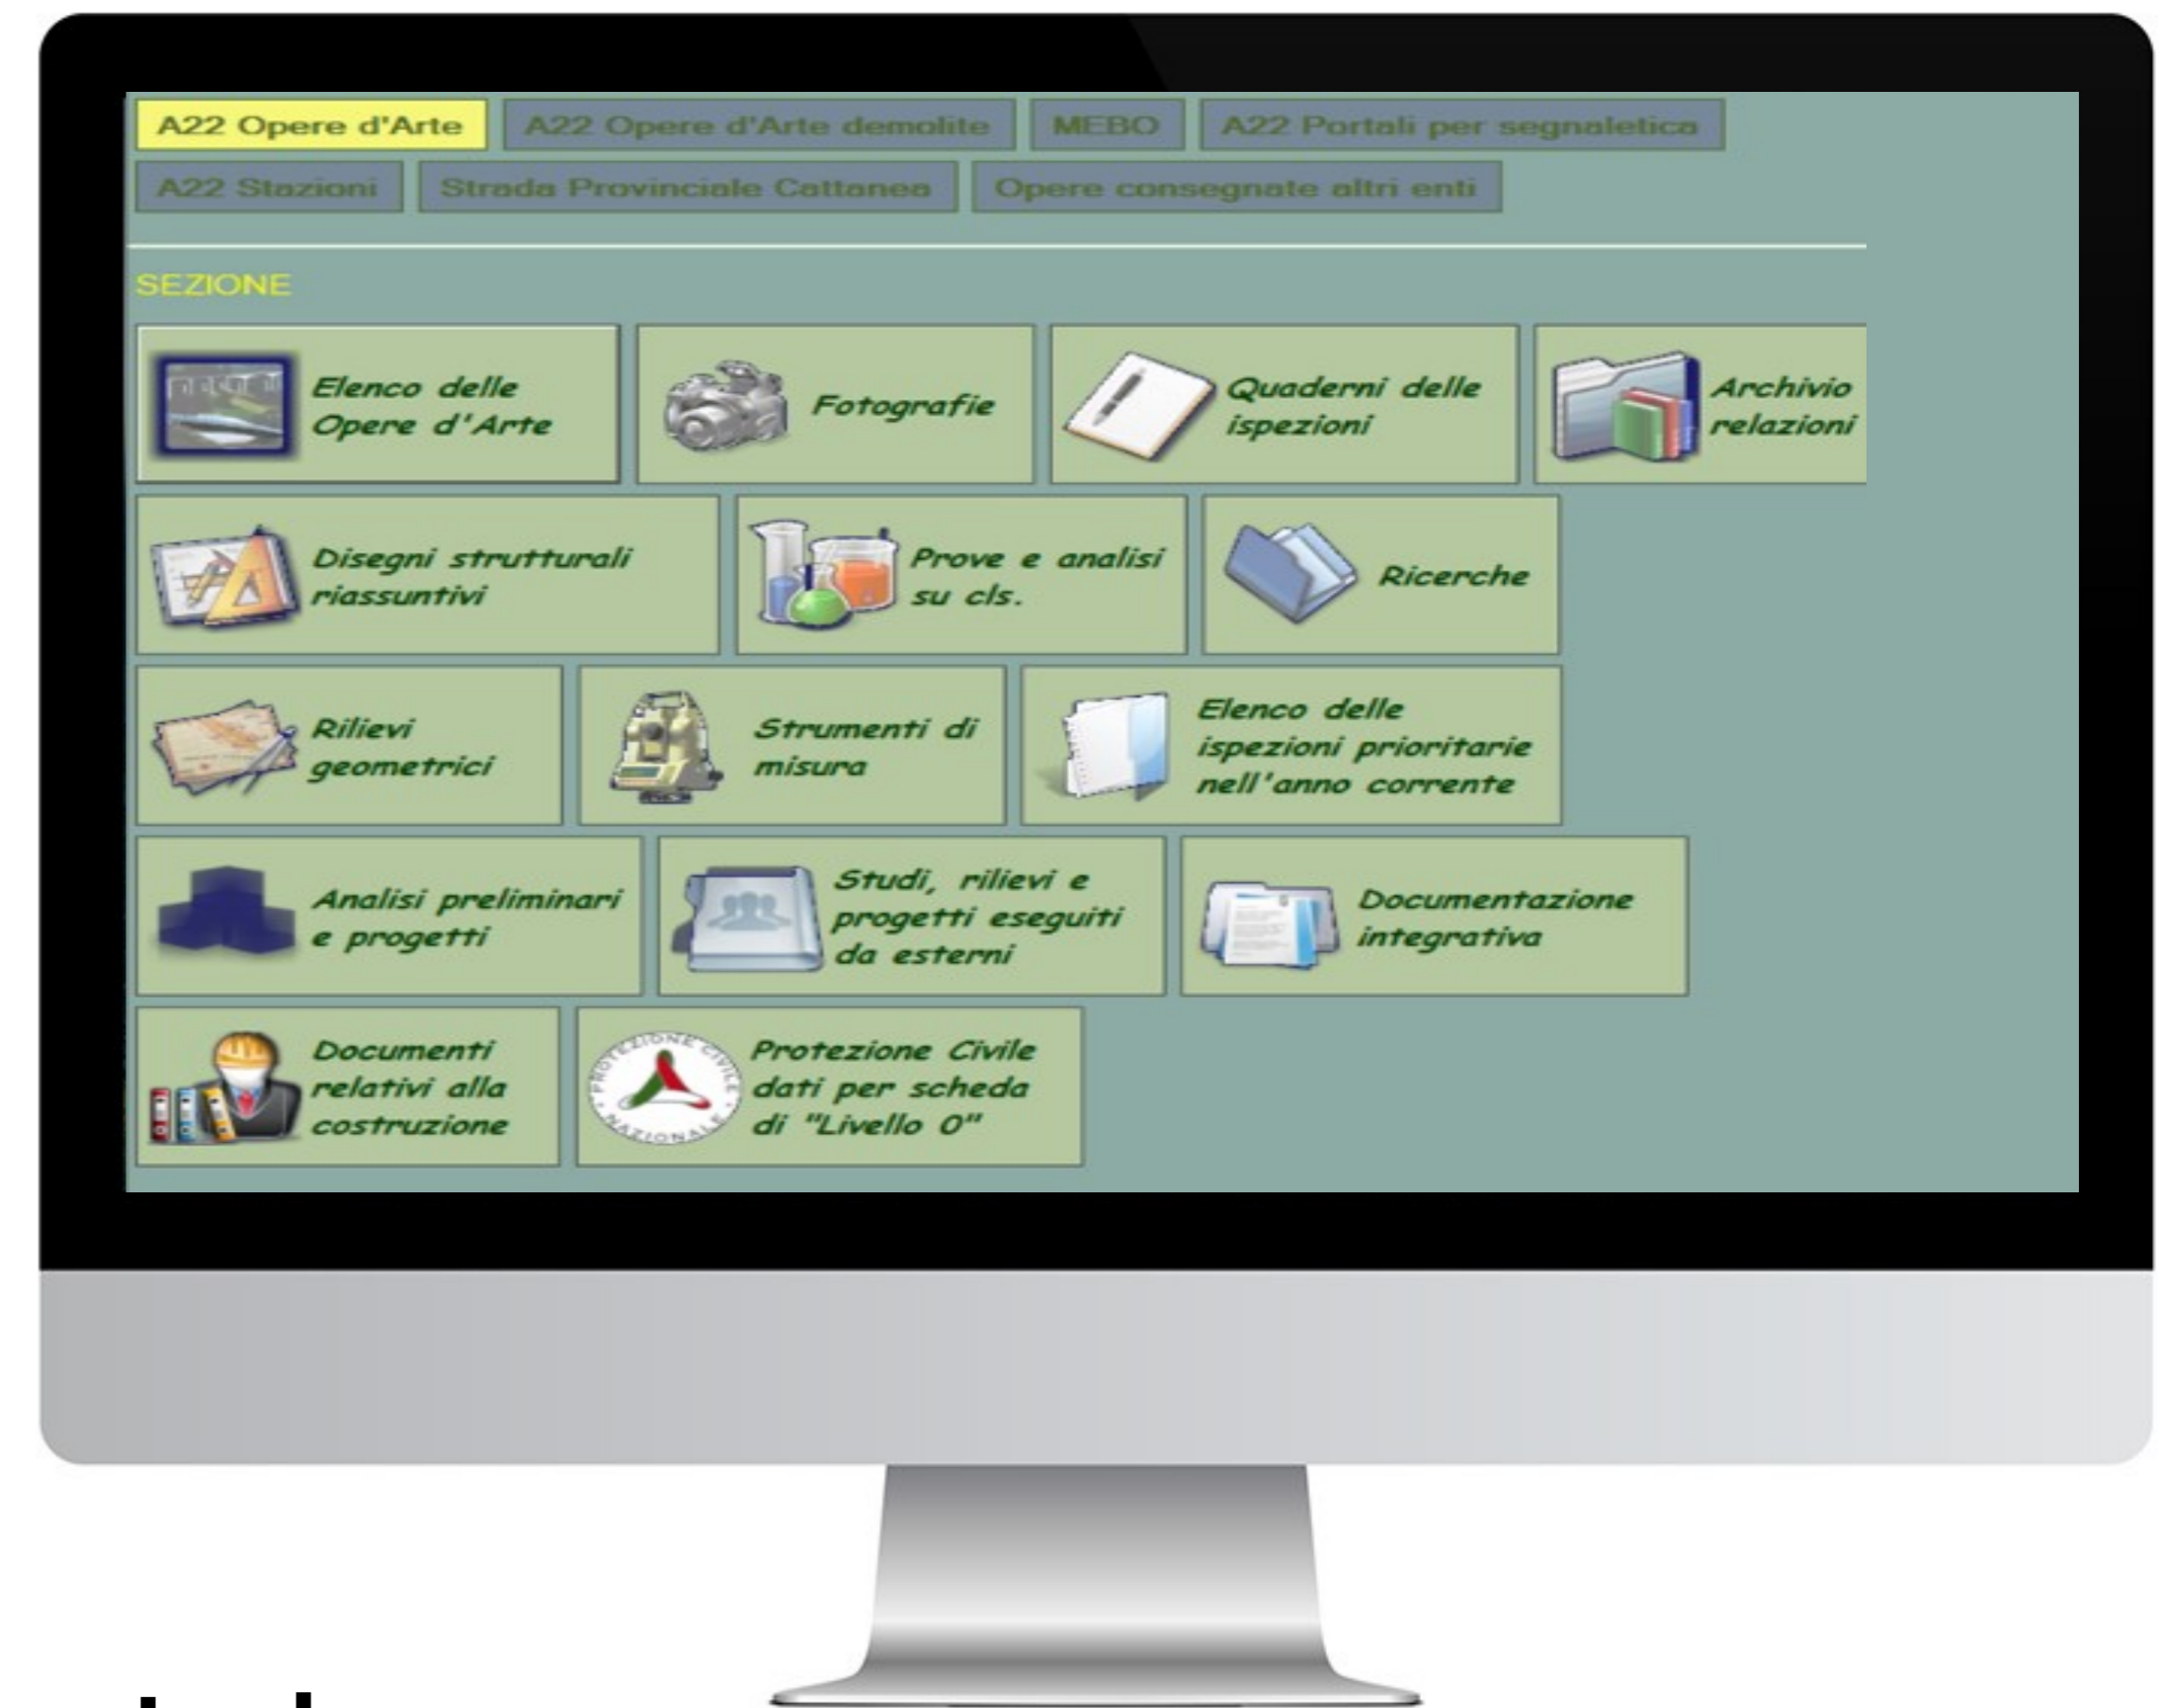 A22 Opere d'Arte
A22 Opere d'Arte demolite
MEBO
A22 Portali per segnaletica
A22 Stazioni
Strada Provinciale Cattanea
Opere consegnate altri enti
SEZIONE
Elenco delle
Opere d'Arte
Fotografie
Quaderni delle
ispezioni
Archivio
relazioni
Disegni strutturali
riassuntivi
Prove e analisi
su cls.
Ricerche
Rilievi
geometrici
Strumenti di
misura
Elenco delle
ispezioni prioritarie
nell'anno corrente
Analisi preliminari
e progetti
Studi, rilievi e
progetti eseguiti
da esterni
Documentazione
integrativa
Documenti
relativi alla
costruzione
PROTEZIONE CIVILE
NAZIONALE
Protezione Civile
dati per scheda
di "Livello 0"